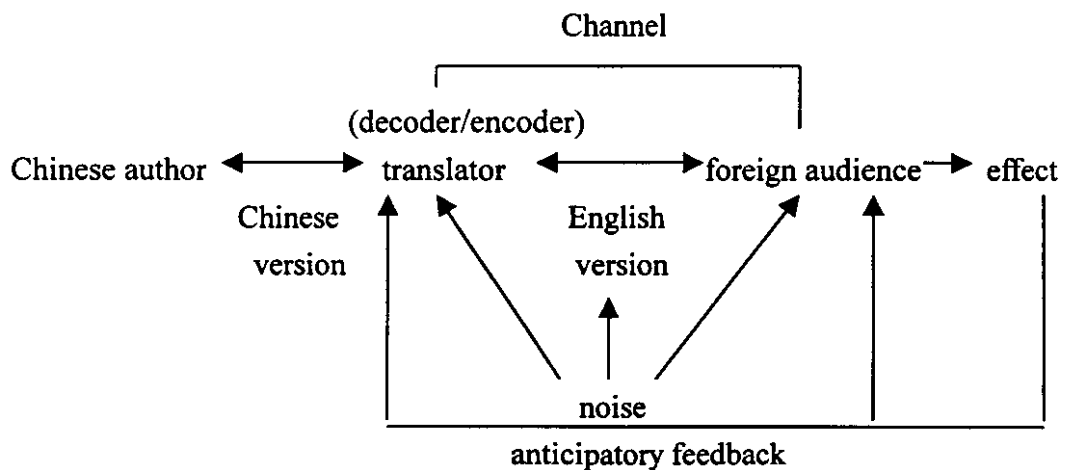 Channel
(decoder/encoder)
Chinese author translator foreign audience effect
Chinese English
version version
noise
anticipatory feedback